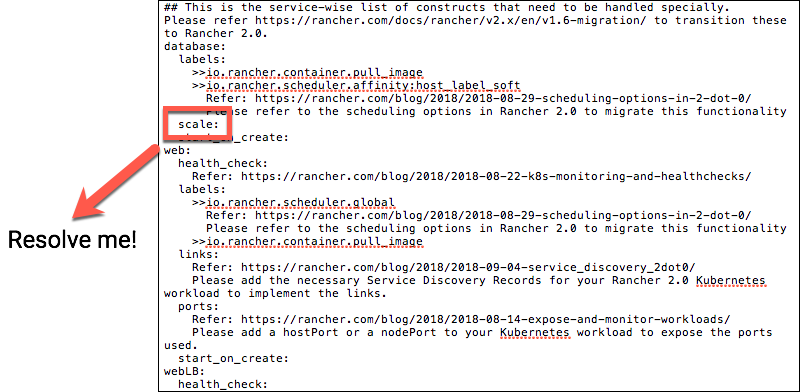 ## This is the service-wise list of constructs that need to be handled specially.
Please refer https://rancher.com/docs/rancher/v2.x/en/v1.6-migration/ to transition these
to Rancher 2.0.
database:
  labels:
    >>io.rancher.container.pull_image
    >>io.rancher.scheduler.affinity:host_label_soft
      Refer: https://rancher.com/blog/2018/2018-08-29-scheduling-options-in-2-dot-0/
      Please refer to the scheduling options in Rancher 2.0 to migrate this functionality
  scale:
  start_on_create:
web:
  health_check:
    Refer: https://rancher.com/blog/2018/2018-08-22-k8s-monitoring-and-healthchecks/
  labels:
    >>io.rancher.scheduler.global
      Refer: https://rancher.com/blog/2018/2018-08-29-scheduling-options-in-2-dot-0/
      Please refer to the scheduling options in Rancher 2.0 to migrate this functionality
    >>io.rancher.container.pull_image
Resolve me!
  links:
    Refer: https://rancher.com/blog/2018/2018-09-04-service_discovery_2dot0/
    Please add the necessary Service Discovery Records for your Rancher 2.0 Kubernetes
workload to implement the links.
  ports:
    Refer: https://rancher.com/blog/2018/2018-08-14-expose-and-monitor-workloads/
    Please add a hostPort or a nodePort to your Kubernetes workload to expose the ports
used.
  start_on_create:
webLB:
  health_check: